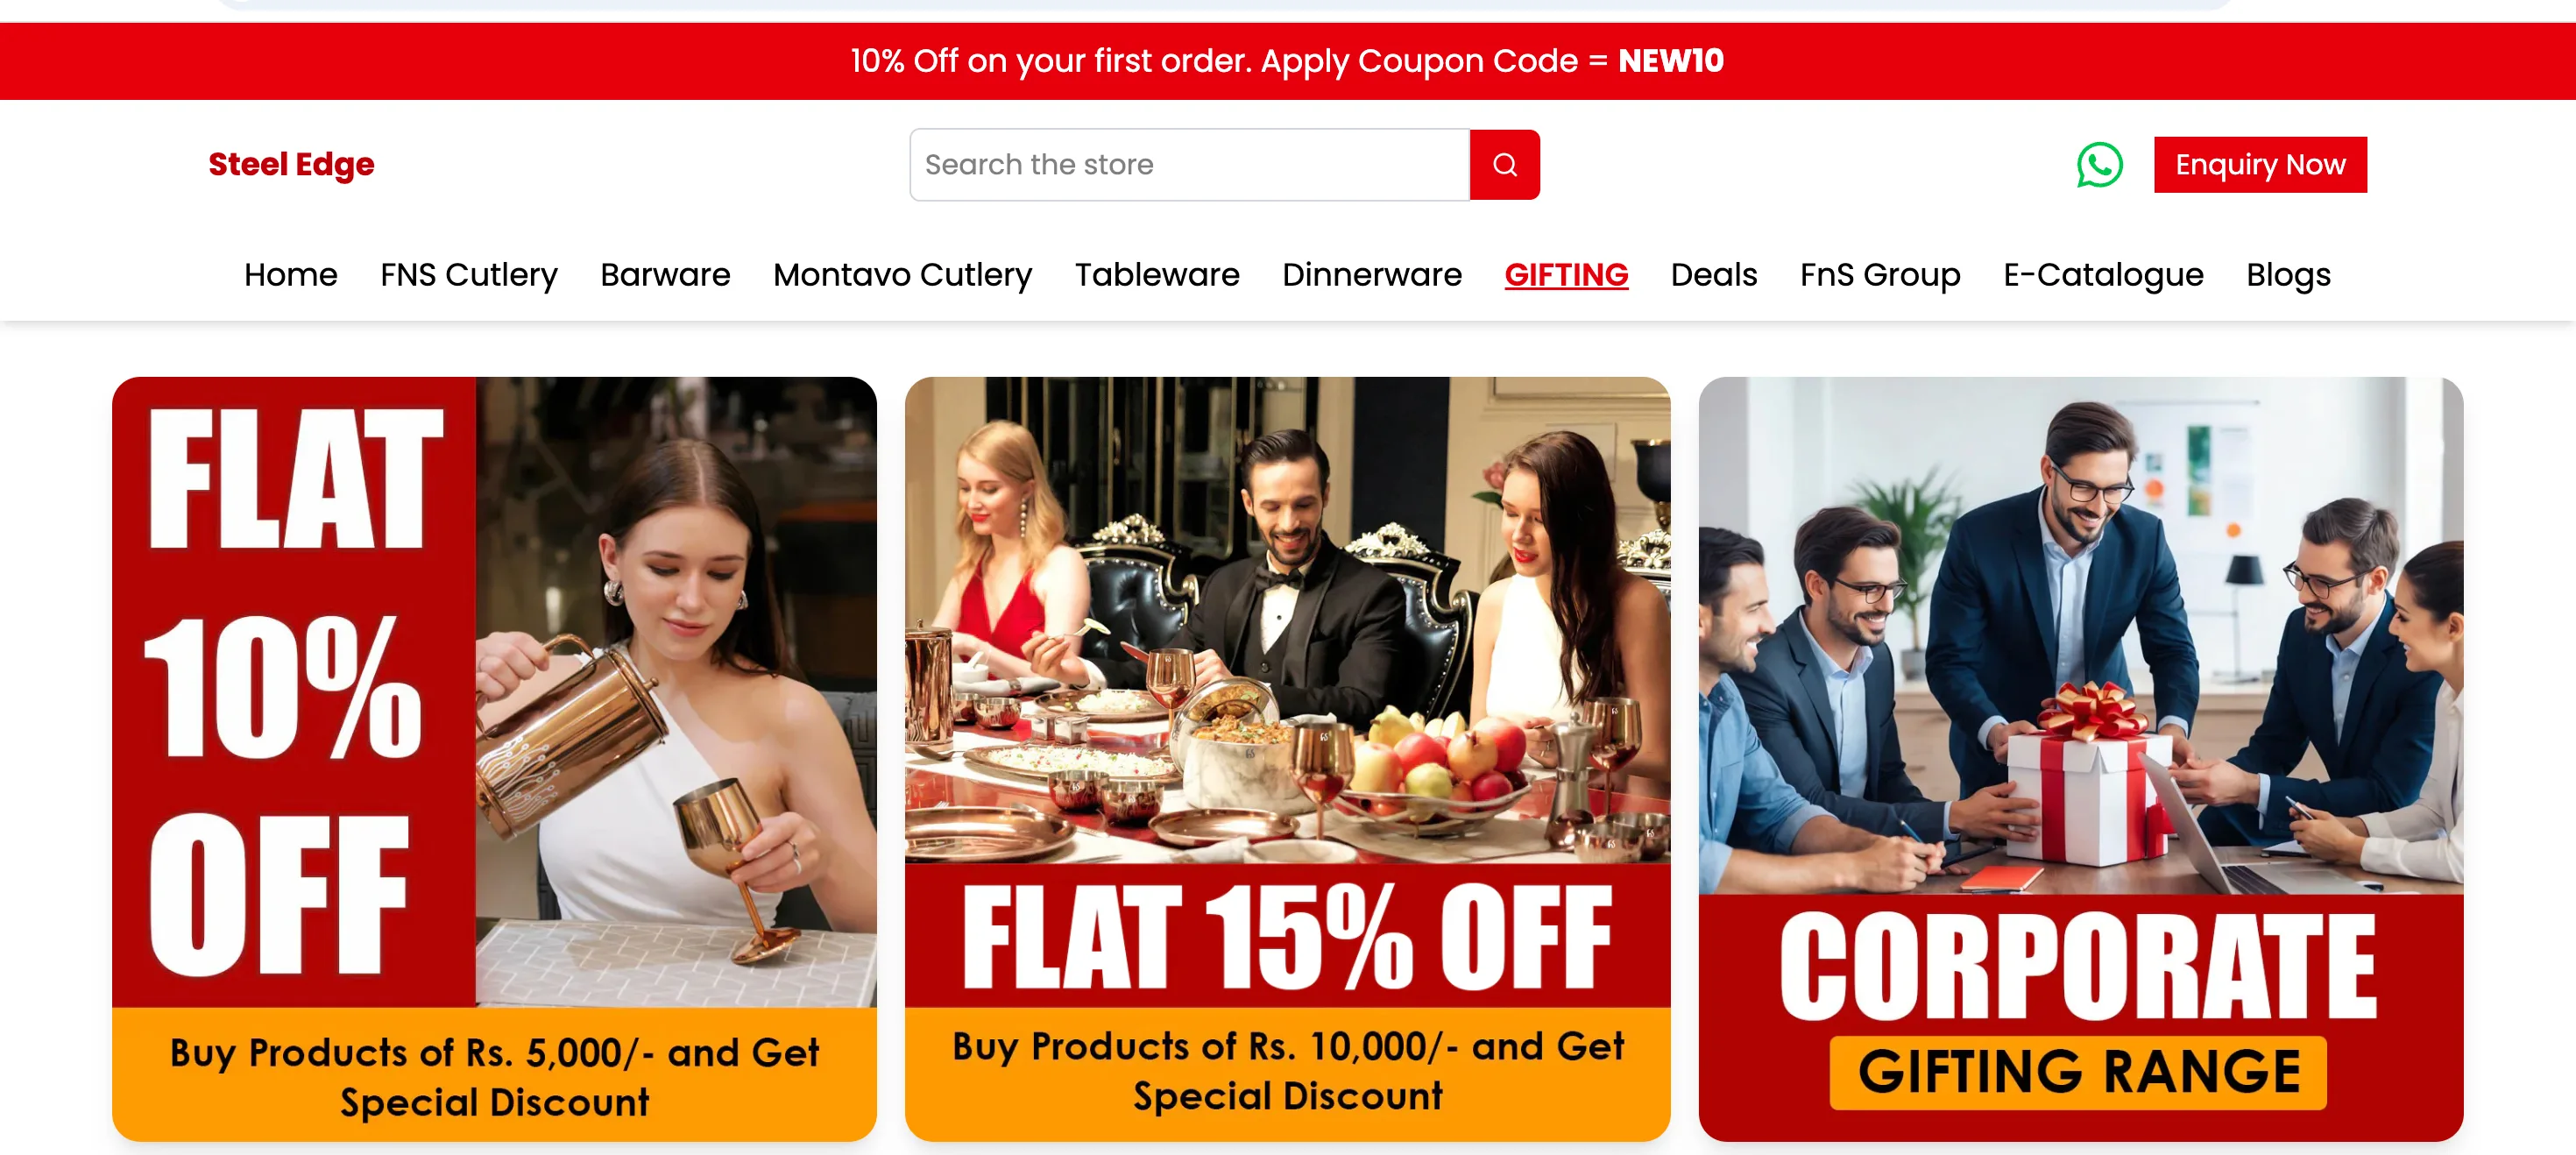 10% Off on your first order. Apply Coupon Code = NEW10
Steel Edge
Search the store
Enquiry Now
Home FNS Cutlery Barware Montavo Cutlery Tableware Dinnerware GIFTING Deals FnS Group E-Catalogue Blogs
FLAT
10%
OFF
Buy Products of Rs. 5,000/- and Get
Special Discount
FLAT 15% OFF
Buy Products of Rs. 10,000/- and Get
Special Discount
CORPORATE
GIFTING RANGE